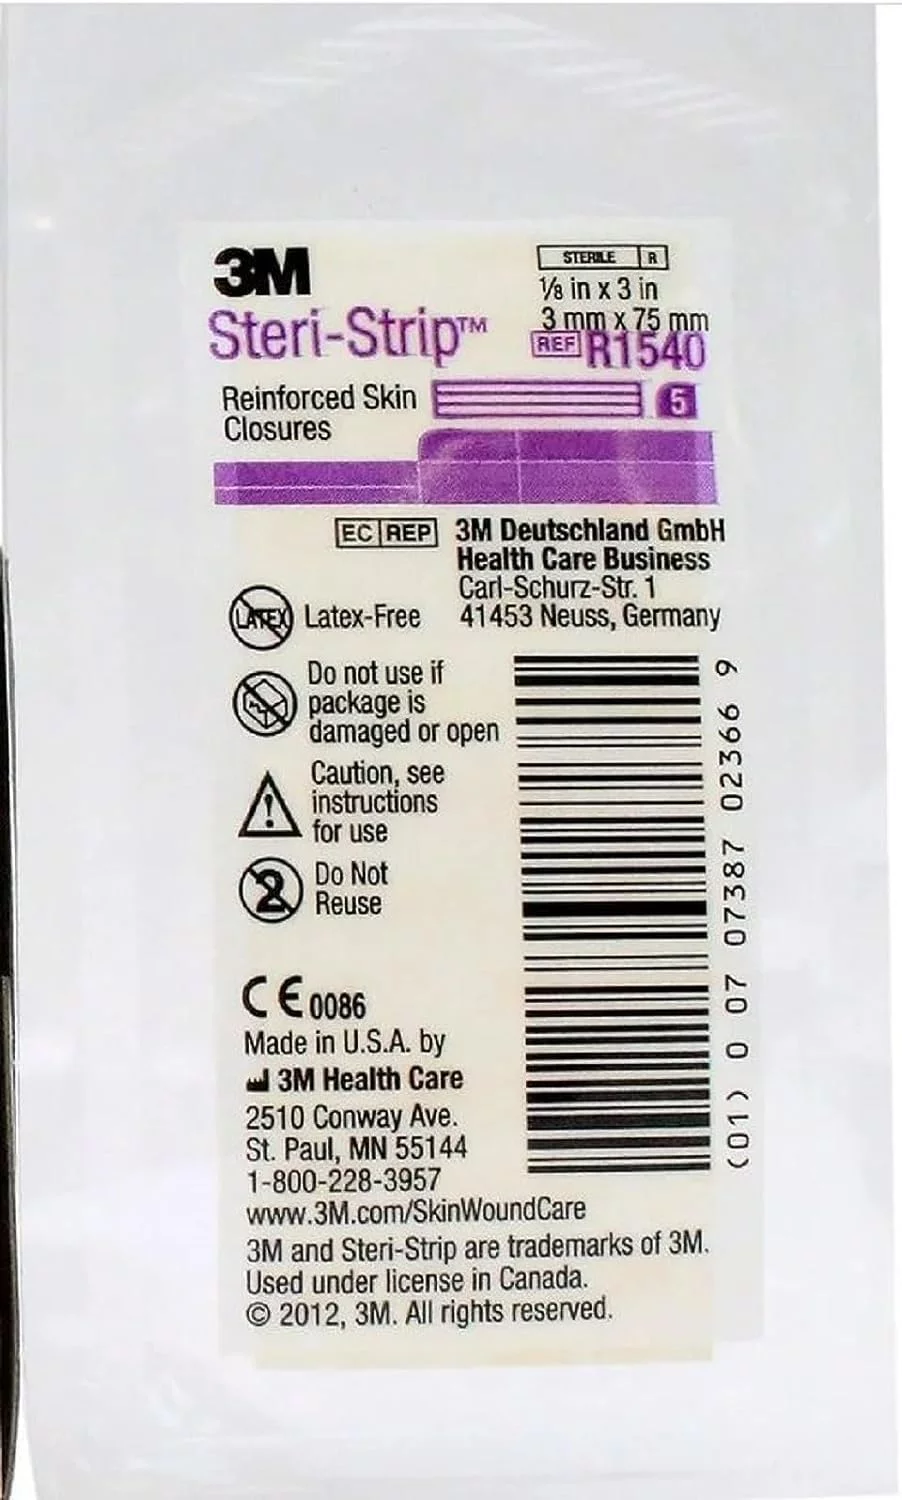 3M
Steri-Strip™
STERILE R
1/8 in x 3 in
3 mm x 75 mm
REF R1540
Reinforced Skin
Closures
5
EC REP
3M Deutschland GmbH
Health Care Business
Carl-Schurz-Str. 1
41453 Neuss, Germany
LATEX
Latex-Free
Do not use if
package is
damaged or open
Caution, see
instructions
for use
2
Do Not
Reuse
(01) 0 07 07387 02366 9
CE 0086
Made in U.S.A. by
3M Health Care
2510 Conway Ave.
St. Paul, MN 55144
1-800-228-3957
www.3M.com/SkinWoundCare
3M and Steri-Strip are trademarks of 3M.
Used under license in Canada.
© 2012, 3M. All rights reserved.